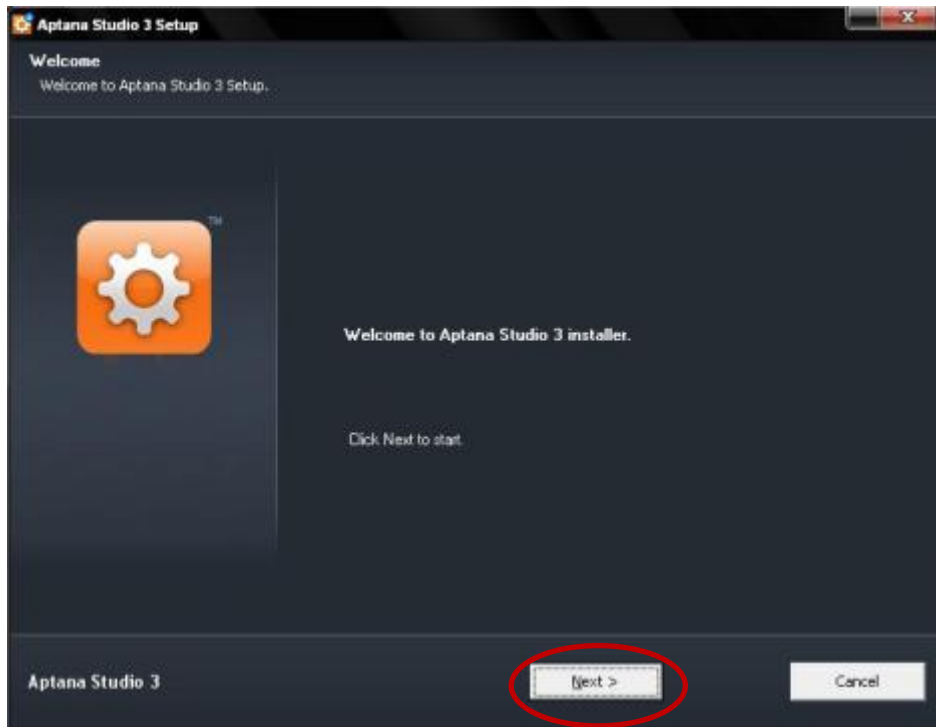 Aptana Studio 3 Setup
Welcome
Welcome to Aptana Studio 3 Setup.
TM
Welcome to Aptana Studio 3 installer.
Click Next to start.
Aptana Studio 3
Next >
Cancel